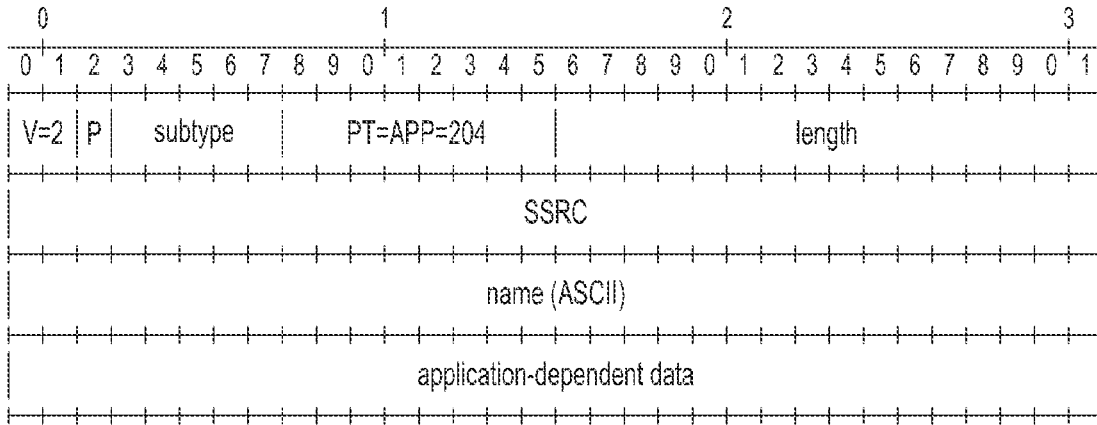 0 1 2 3
0 1 2 3 4 5 6 7 8 9 0 1 2 3 4 5 6 7 8 9 0 1 2 3 4 5 6 7 8 9 0 1
V=2 P subtype PT=APP=204 length
SSRC
name (ASCII)
application-dependent data